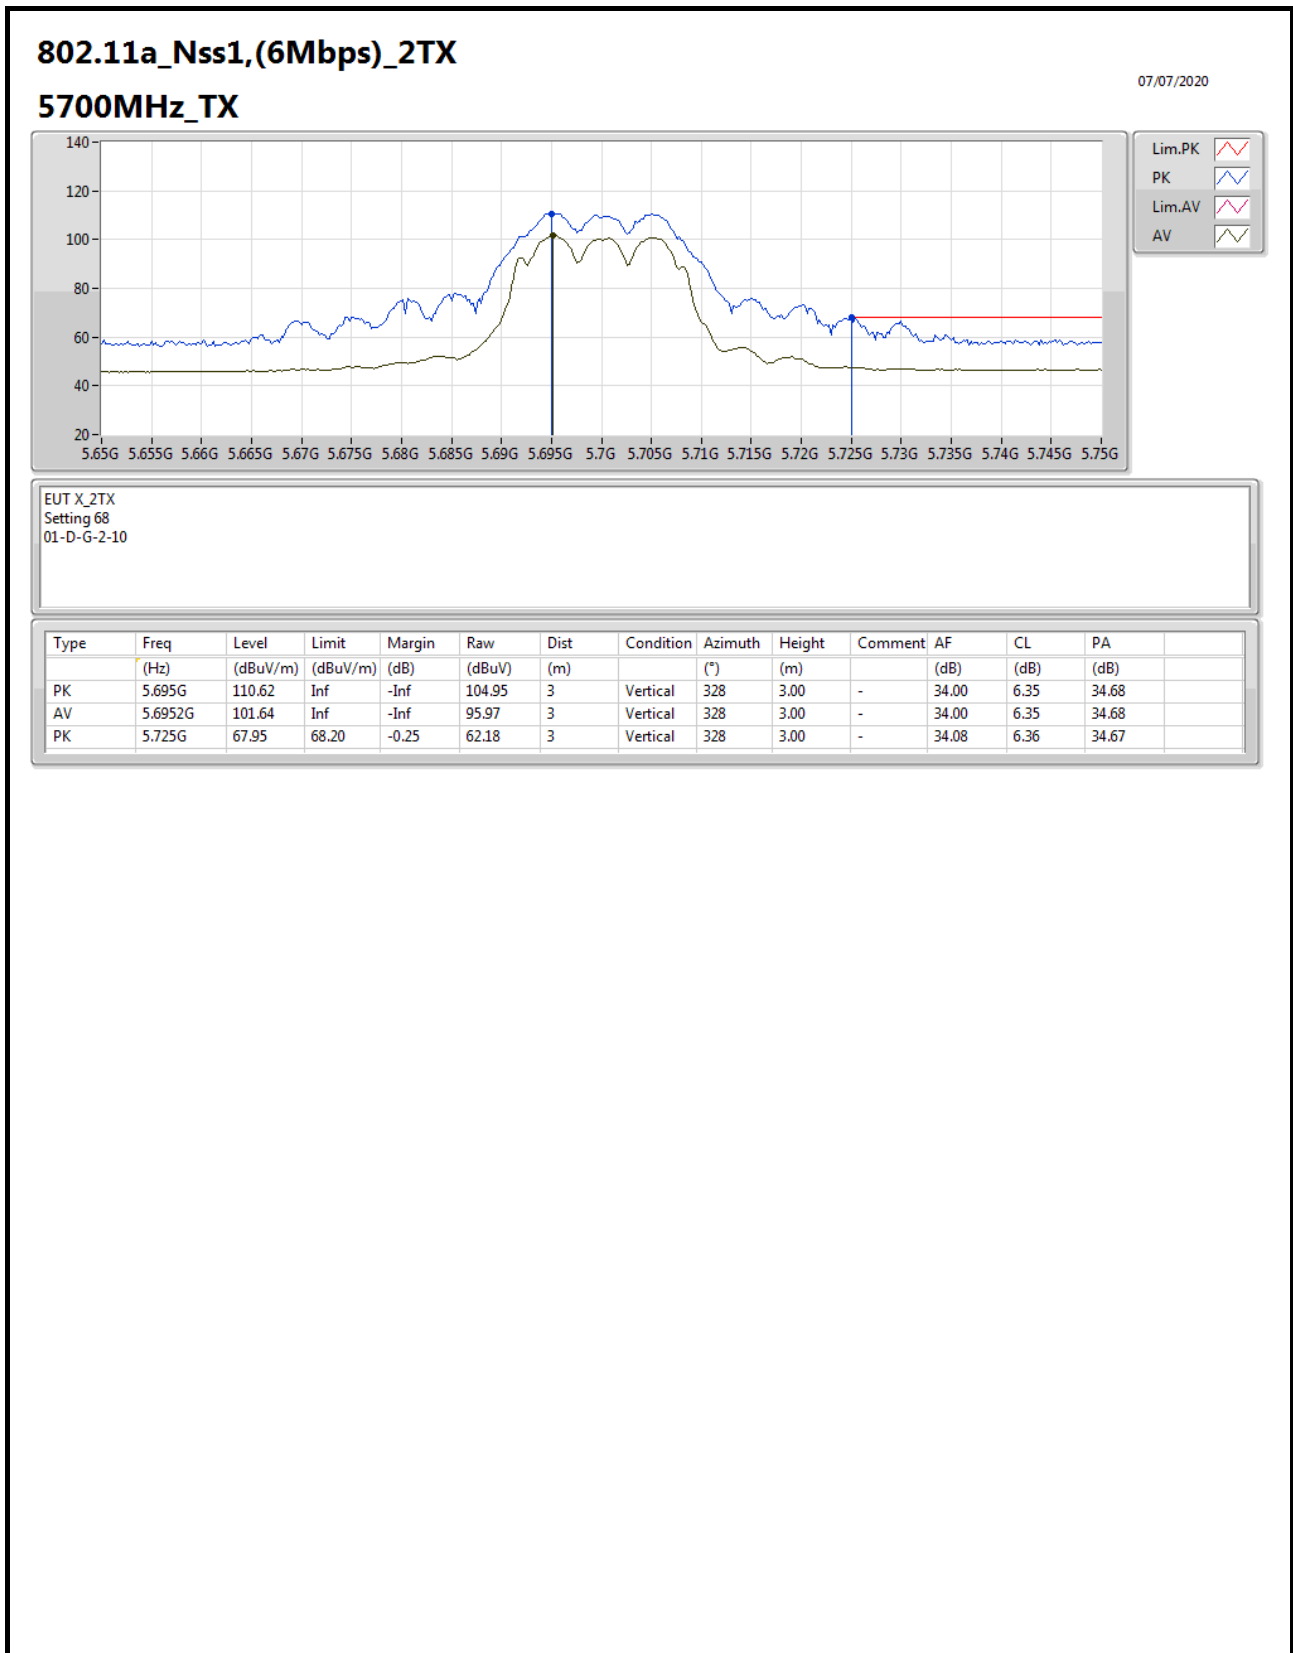 802.11a_Nss1,(6Mbps)_2TX
07/07/2020
5700MHz_TX
140
120
100
80
60
40
20
5.65G 5.655G 5.66G 5.665G 5.67G 5.675G 5.68G 5.685G 5.69G 5.695G 5.7G 5.705G 5.71G 5.715G 5.72G 5.725G 5.73G 5.735G 5.74G 5.745G 5.75G
Lim.PK
PK
Lim.AV
AV
EUT X_2TX
Setting 68
01-D-G-2-10
Type Freq Level Limit Margin Raw Dist Condition Azimuth Height Comment AF CL PA
(Hz) (dBuV/m) (dBuV/m) (dB) (dBuV) (m) (°) (m) (dB) (dB) (dB)
PK 5.695G 110.62 Inf -Inf 104.95 3 Vertical 328 3.00 - 34.00 6.35 34.68
AV 5.6952G 101.64 Inf -Inf 95.97 3 Vertical 328 3.00 - 34.00 6.35 34.68
PK 5.725G 67.95 68.20 -0.25 62.18 3 Vertical 328 3.00 - 34.08 6.36 34.67